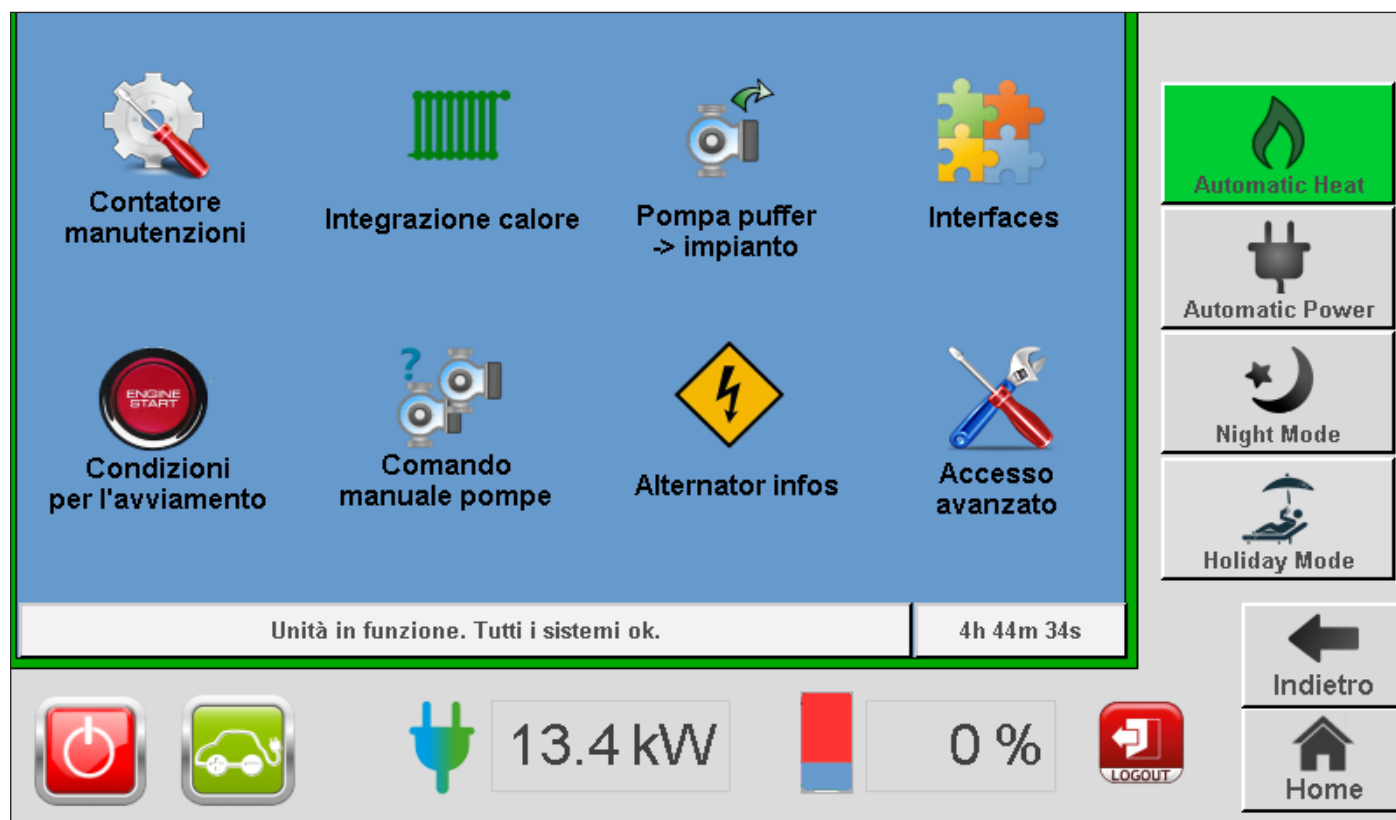 Contatore
manutenzioni
Integrazione calore
Pompa puffer
-> impianto
Interfaces
ENGINE
START
Condizioni
per l'avviamento
?
Comando
manuale pompe
Alternator infos
Accesso
avanzato
Automatic Heat
Automatic Power
Night Mode
Holiday Mode
Unità in funzione. Tutti i sistemi ok.
4h 44m 34s
Indietro
13.4 kW
0 %
LOGOUT
Home